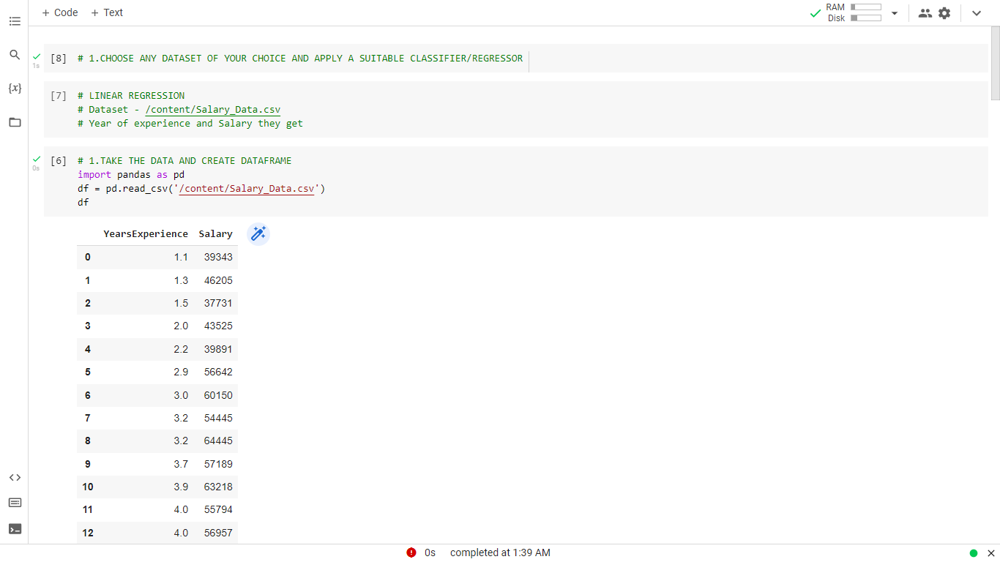 + Code + Text
RAM
Disk
{x}
1s
[8] # 1.CHOOSE ANY DATASET OF YOUR CHOICE AND APPLY A SUITABLE CLASSIFIER/REGRESSOR
[7] # LINEAR REGRESSION
# Dataset - /content/Salary_Data.csv
# Year of experience and Salary they get
0s
[6] # 1.TAKE THE DATA AND CREATE DATAFRAME
import pandas as pd
df = pd.read_csv('/content/Salary_Data.csv')
df
YearsExperience Salary
0 1.1 39343
1 1.3 46205
2 1.5 37731
3 2.0 43525
4 2.2 39891
5 2.9 56642
6 3.0 60150
7 3.2 54445
8 3.2 64445
9 3.7 57189
10 3.9 63218
11 4.0 55794
12 4.0 56957
0s completed at 1:39 AM